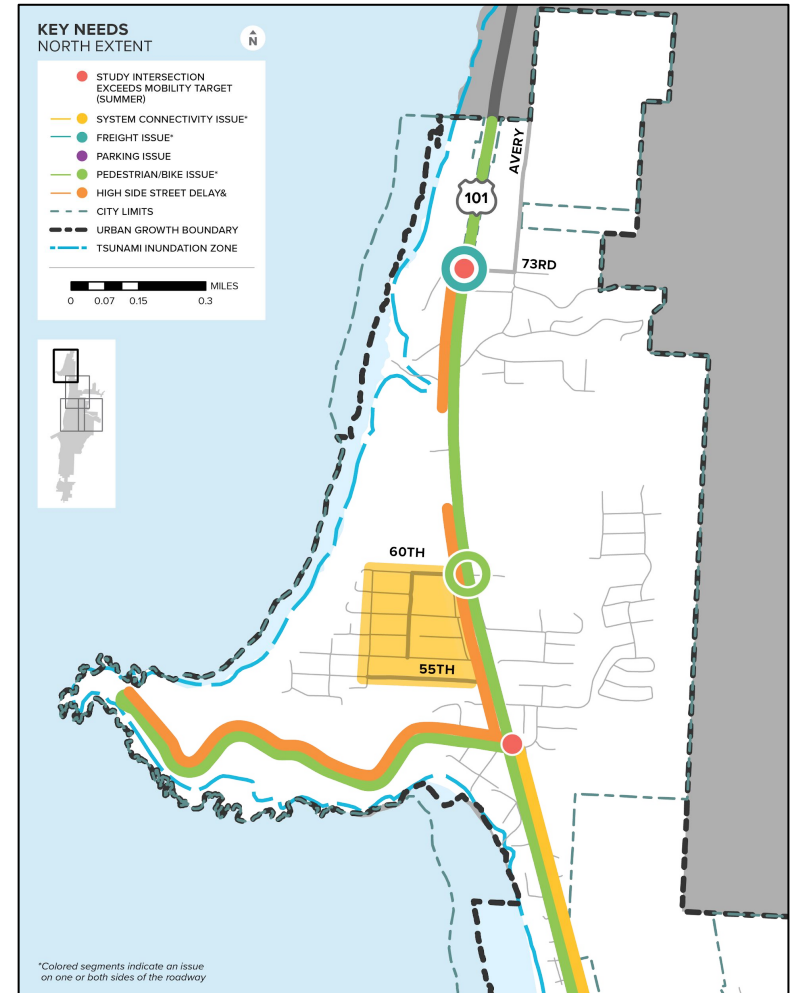 KEY NEEDS
NORTH EXTENT
N
STUDY INTERSECTION
EXCEEDS MOBILITY TARGET
(SUMMER)
SYSTEM CONNECTIVITY ISSUE*
FREIGHT ISSUE*
PARKING ISSUE
PEDESTRIAN/BIKE ISSUE*
HIGH SIDE STREET DELAY&
CITY LIMITS
URBAN GROWTH BOUNDARY
TSUNAMI INUNDATION ZONE
MILES
0 0.07 0.15 0.3
AVERY
101
73RD
60TH
55TH
*Colored segments indicate an issue
on one or both sides of the roadway